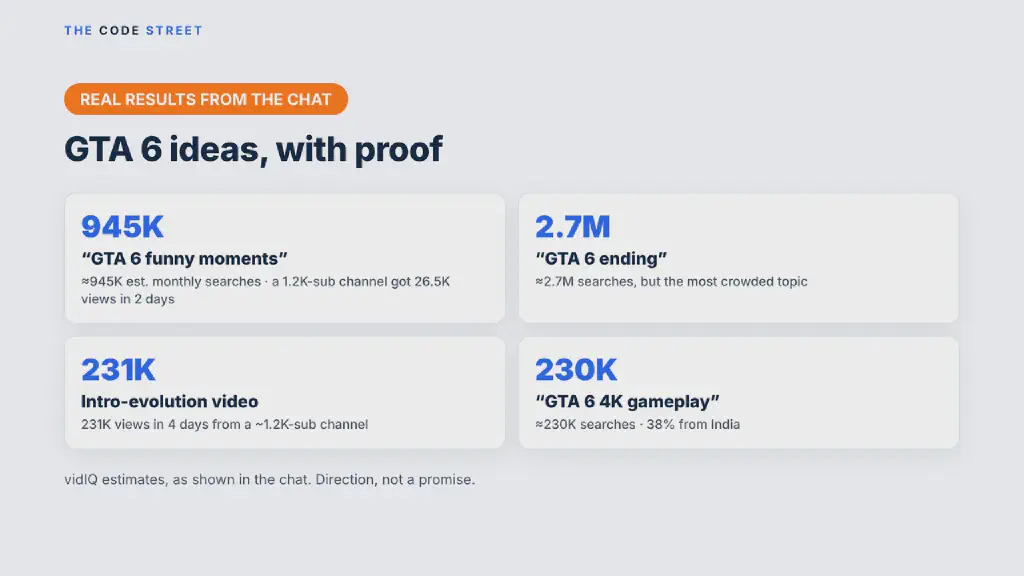 THE CODE STREET
REAL RESULTS FROM THE CHAT
GTA 6 ideas, with proof
945K
“GTA 6 funny moments”
≈945K est. monthly searches · a 1.2K-sub channel got 26.5K
views in 2 days
2.7M
“GTA 6 ending”
≈2.7M searches, but the most crowded topic
231K
Intro-evolution video
231K views in 4 days from a ~1.2K-sub channel
230K
“GTA 6 4K gameplay”
≈230K searches · 38% from India
vidIQ estimates, as shown in the chat. Direction, not a promise.